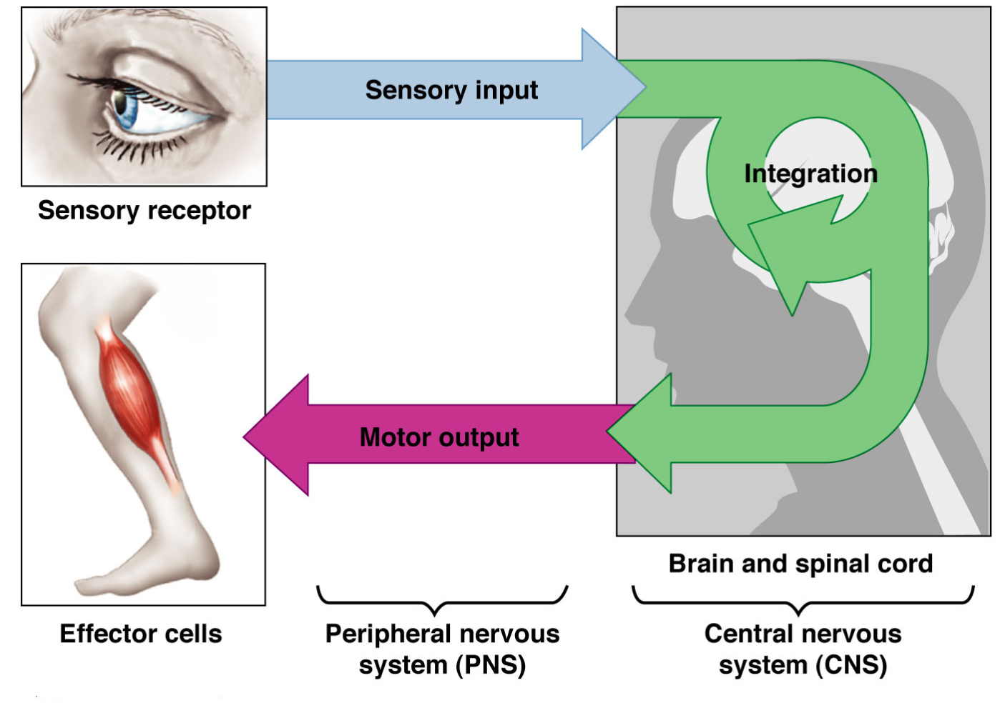 Sensory input
Sensory receptor
Integration
Motor output
Effector cells
Brain and spinal cord
Peripheral nervous
system (PNS)
Central nervous
system (CNS)